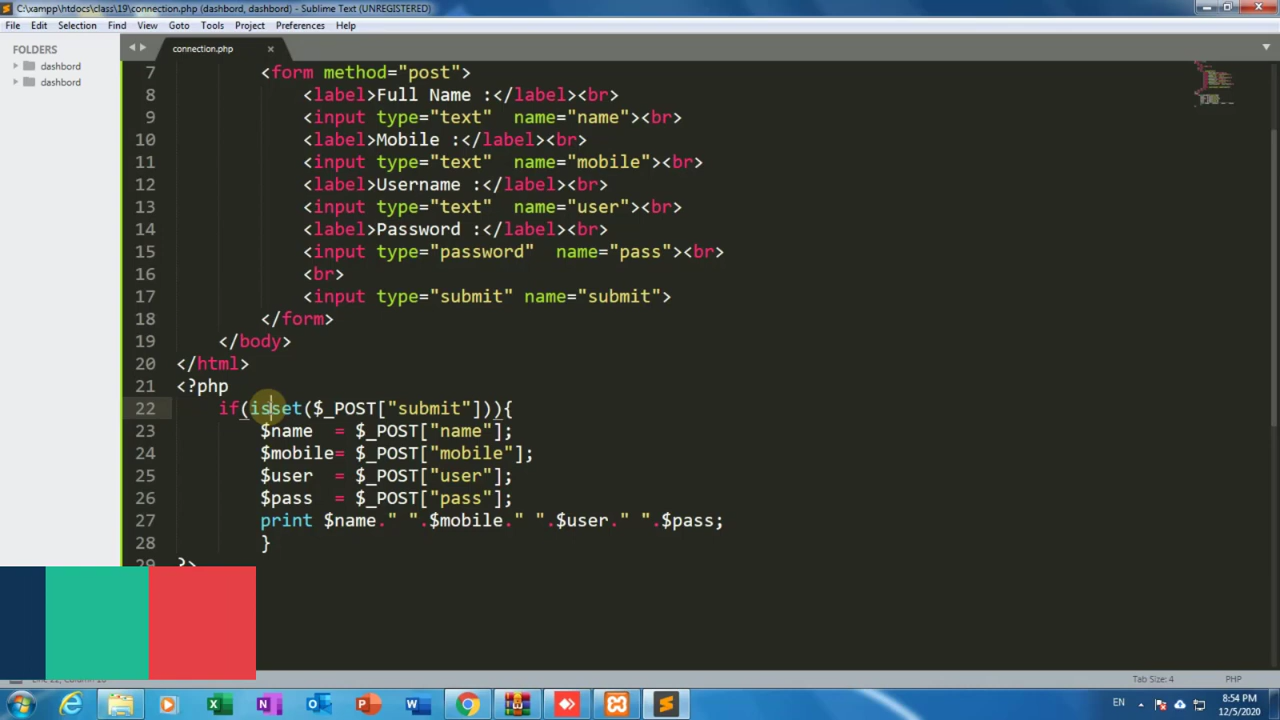 C:\xampp\htdocs\class\19\connection.php (dashbord, dashbord) - Sublime Text (UNREGISTERED)
File Edit Selection Find View Goto Tools Project Preferences Help
FOLDERS
dashbord
dashbord
connection.php ×
7 <form method="post">
8 <label>Full Name :</label><br>
9 <input type="text"  name="name"><br>
10 <label>Mobile :</label><br>
11 <input type="text"  name="mobile"><br>
12 <label>Username :</label><br>
13 <input type="text"  name="user"><br>
14 <label>Password :</label><br>
15 <input type="password"  name="pass"><br>
16 <br>
17 <input type="submit" name="submit">
18 </form>
19 </body>
20 </html>
21 <?php
22 if(isset($_POST["submit"])){
23 $name  = $_POST["name"];
24 $mobile= $_POST["mobile"];
25 $user  = $_POST["user"];
26 $pass  = $_POST["pass"];
27 print $name." ".$mobile." ".$user." ".$pass;
28 }
29 ?>
Tab Size: 4 PHP
EN 8:54 PM
12/5/2020